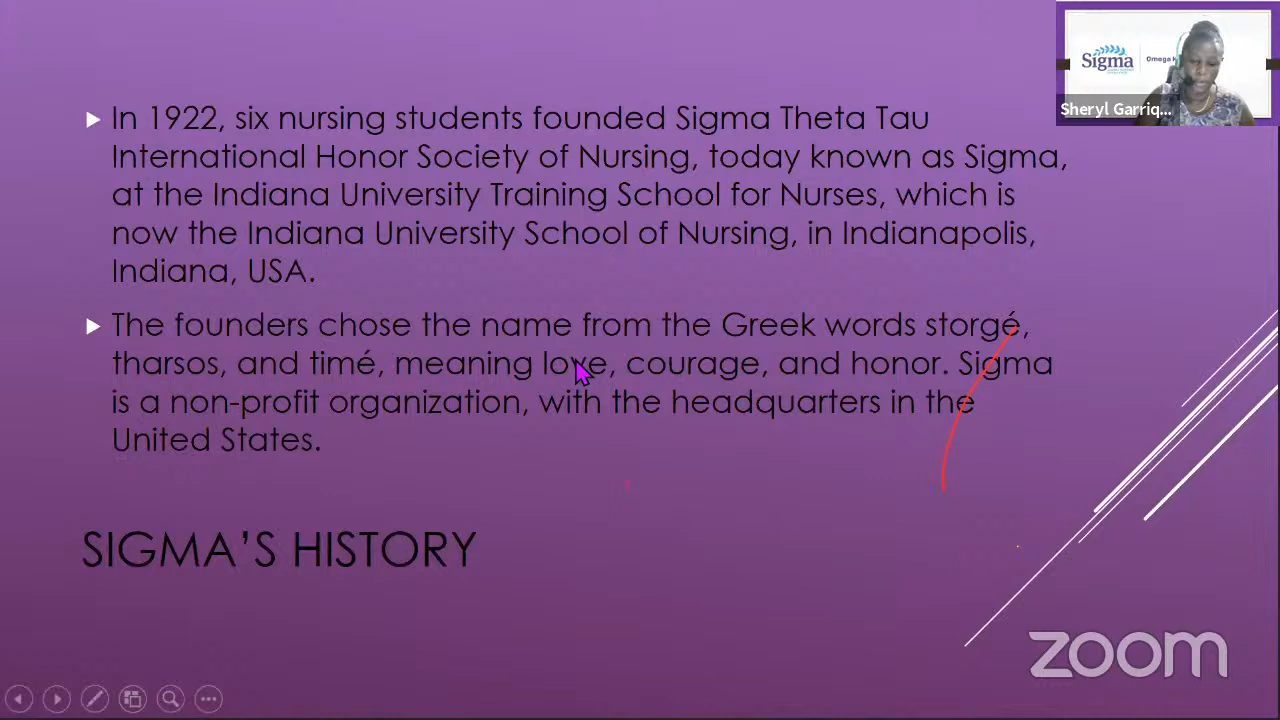 In 1922, six nursing students founded Sigma Theta Tau
International Honor Society of Nursing, today known as Sigma,
at the Indiana University Training School for Nurses, which is
now the Indiana University School of Nursing, in Indianapolis,
Indiana, USA.
The founders chose the name from the Greek words storgé,
tharsos, and timé, meaning love, courage, and honor. Sigma
is a non-profit organization, with the headquarters in the
United States.
SIGMA'S HISTORY
Sigma
Omega
Sheryl Garriq...
zoom